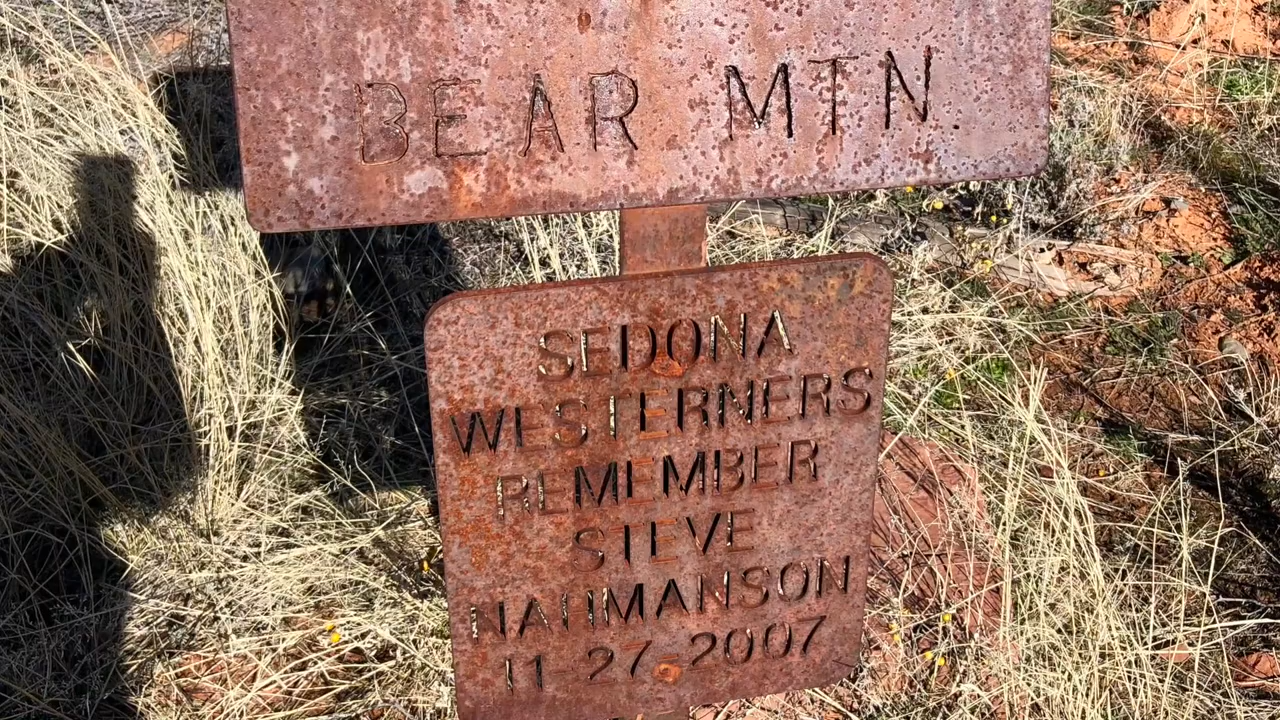 BEAR MTN
SEDONA
WESTERNERS
REMEMBER
STEVE
NAHMANSON
11-27-2007